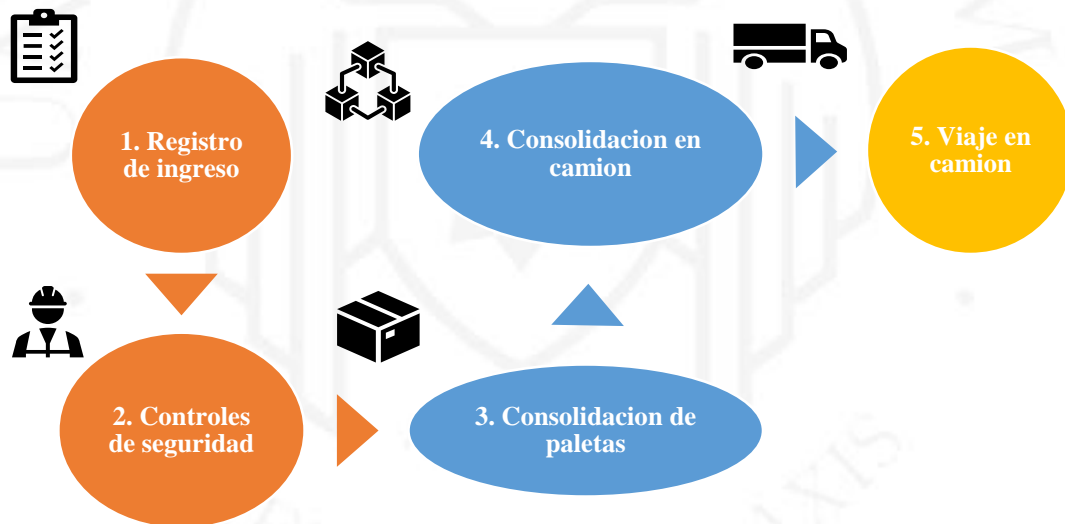 1. Registro
de ingreso
2. Controles
de seguridad
3. Consolidacion de
paletas
4. Consolidacion en
camion
5. Viaje en
camion